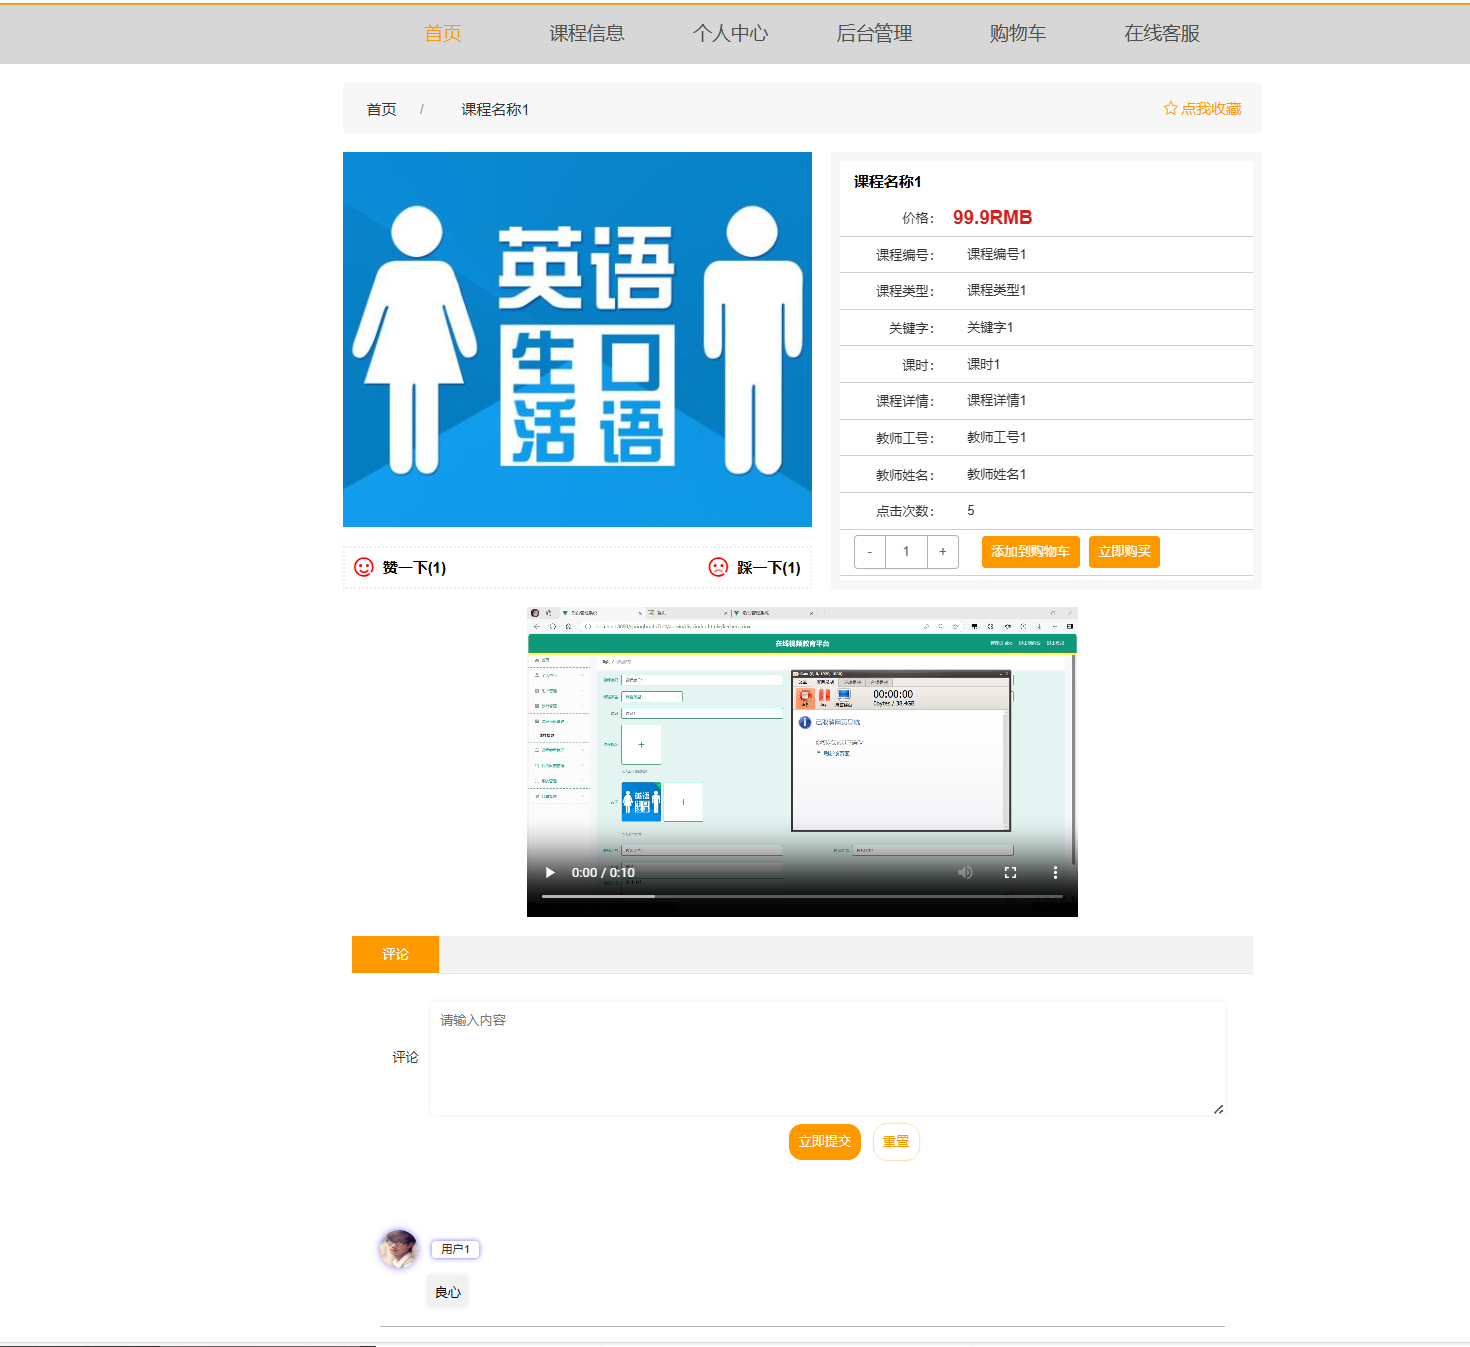 首页 课程信息 个人中心 后台管理 购物车 在线客服
首页 / 课程名称1 点我收藏
英语
生口
活语
课程名称1
价格： 99.9RMB
课程编号： 课程编号1
课程类型： 课程类型1
关键字： 关键字1
课时： 课时1
课程详情： 课程详情1
教师工号： 教师工号1
教师姓名： 教师姓名1
点击次数： 5
- 1 + 添加到购物车 立即购买
赞一下(1) 踩一下(1)
在线视频教育平台
00:00:00
英语
0:00 / 0:10
评论
请输入内容
评论
立即提交 重置
用户1
良心